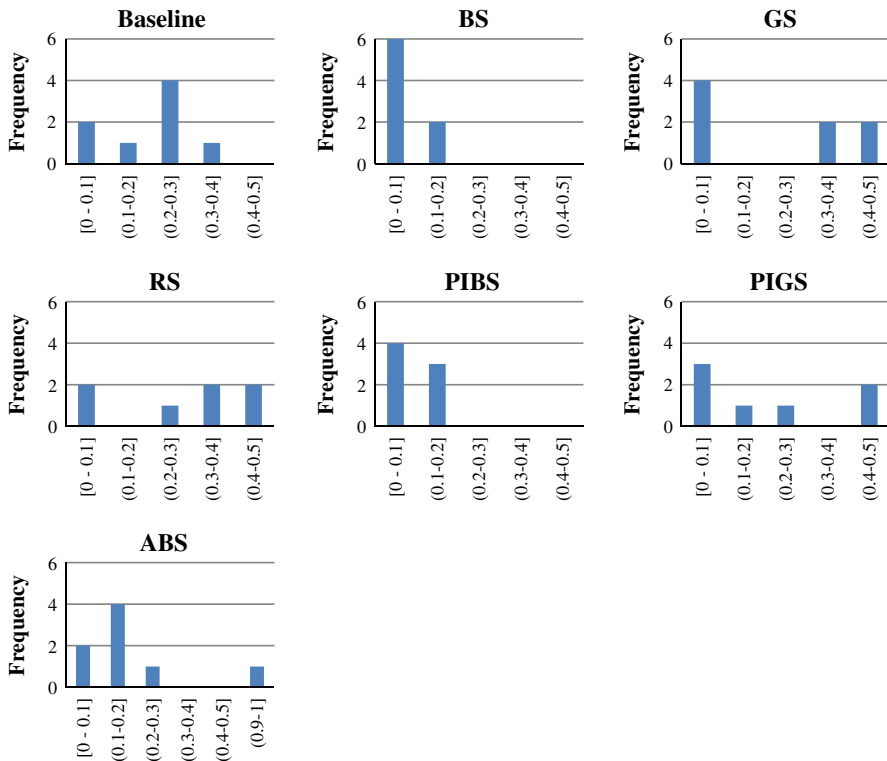 Baseline
Frequency
6
4
2
0
[0 - 0.1]
(0.1-0.2]
(0.2-0.3]
(0.3-0.4]
(0.4-0.5]
BS
Frequency
6
4
2
0
[0 - 0.1]
(0.1-0.2]
(0.2-0.3]
(0.3-0.4]
(0.4-0.5]
GS
Frequency
6
4
2
0
[0 - 0.1]
(0.1-0.2]
(0.2-0.3]
(0.3-0.4]
(0.4-0.5]
RS
Frequency
6
4
2
0
[0 - 0.1]
(0.1-0.2]
(0.2-0.3]
(0.3-0.4]
(0.4-0.5]
PIBS
Frequency
6
4
2
0
[0 - 0.1]
(0.1-0.2]
(0.2-0.3]
(0.3-0.4]
(0.4-0.5]
PIGS
Frequency
6
4
2
0
[0 - 0.1]
(0.1-0.2]
(0.2-0.3]
(0.3-0.4]
(0.4-0.5]
ABS
Frequency
6
4
2
0
[0 - 0.1]
(0.1-0.2]
(0.2-0.3]
(0.3-0.4]
(0.4-0.5]
(0.9-1]